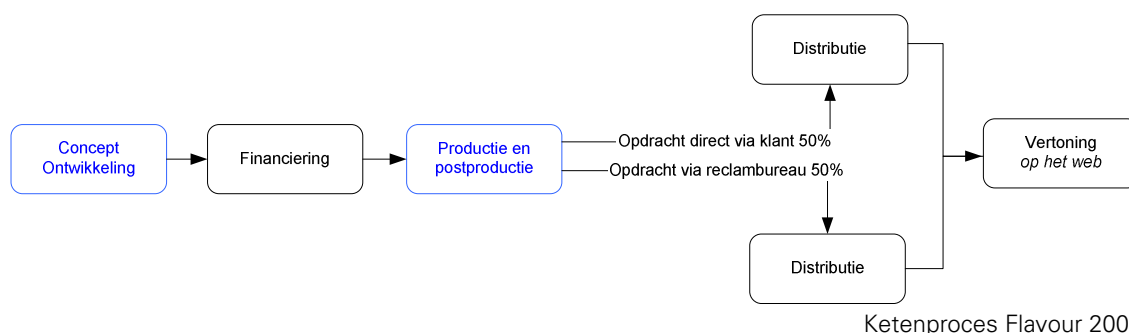 Concept
Ontwikkeling
Financiering
Productie en
postproductie
Opdracht direct via klant 50%
Opdracht via reclambureau 50%
Distributie
Distributie
Vertoning
op het web
Ketenproces Flavour 200